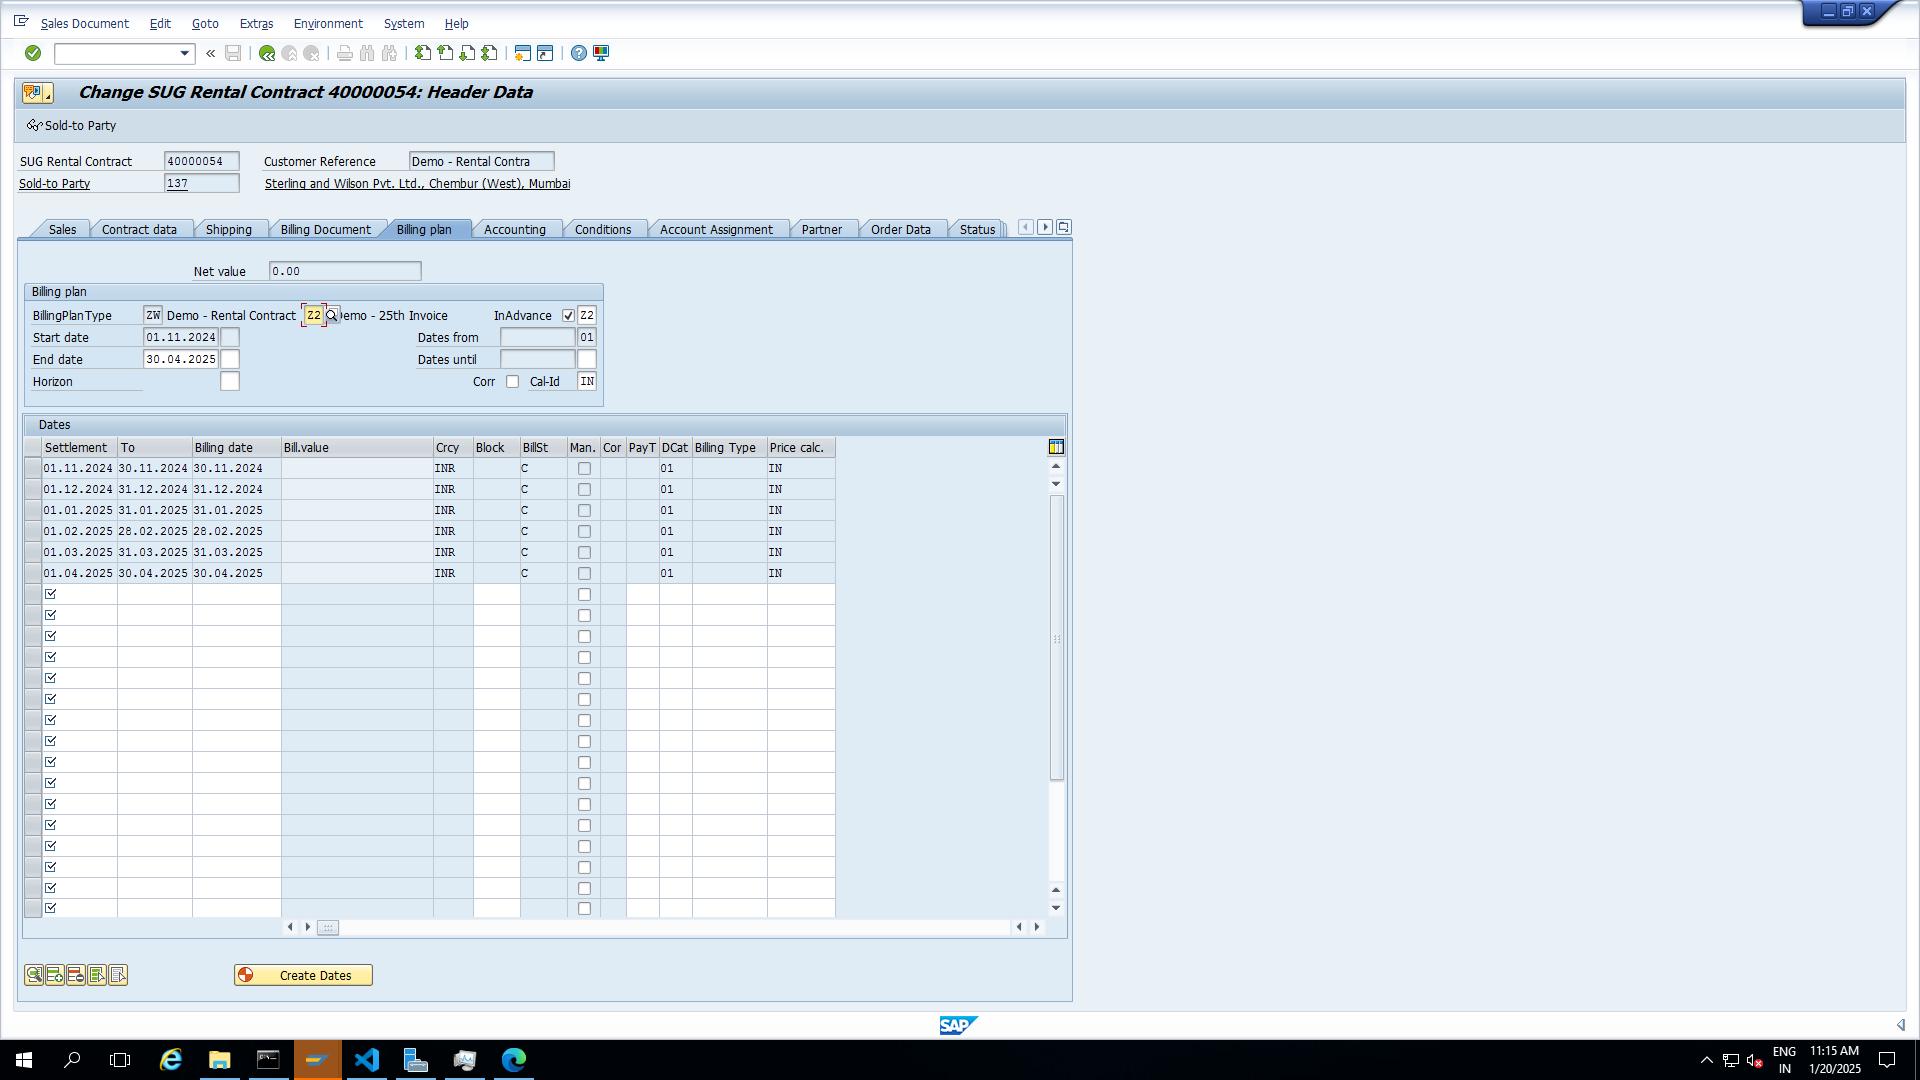 Sales Document Edit Goto Extras Environment System Help
Change SUG Rental Contract 40000054: Header Data
Sold-to Party
SUG Rental Contract 40000054 Customer Reference Demo - Rental Contra
Sold-to Party 137 Sterling and Wilson Pvt. Ltd., Chembur (West), Mumbai
Sales Contract data Shipping Billing Document Billing plan Accounting Conditions Account Assignment Partner Order Data Status
Net value 0.00
Billing plan
BillingPlanType ZW Demo - Rental Contract Z2 emo - 25th Invoice InAdvance Z2
Start date 01.11.2024 Dates from 01
End date 30.04.2025 Dates until
Horizon Corr Cal-Id IN
Dates
Settlement To Billing date Bill.value Crcy Block BillSt Man. Cor PayT DCat Billing Type Price calc.
01.11.2024 30.11.2024 30.11.2024 INR C 01 IN
01.12.2024 31.12.2024 31.12.2024 INR C 01 IN
01.01.2025 31.01.2025 31.01.2025 INR C 01 IN
01.02.2025 28.02.2025 28.02.2025 INR C 01 IN
01.03.2025 31.03.2025 31.03.2025 INR C 01 IN
01.04.2025 30.04.2025 30.04.2025 INR C 01 IN
Create Dates
SAP
ENG 11:15 AM
IN 1/20/2025